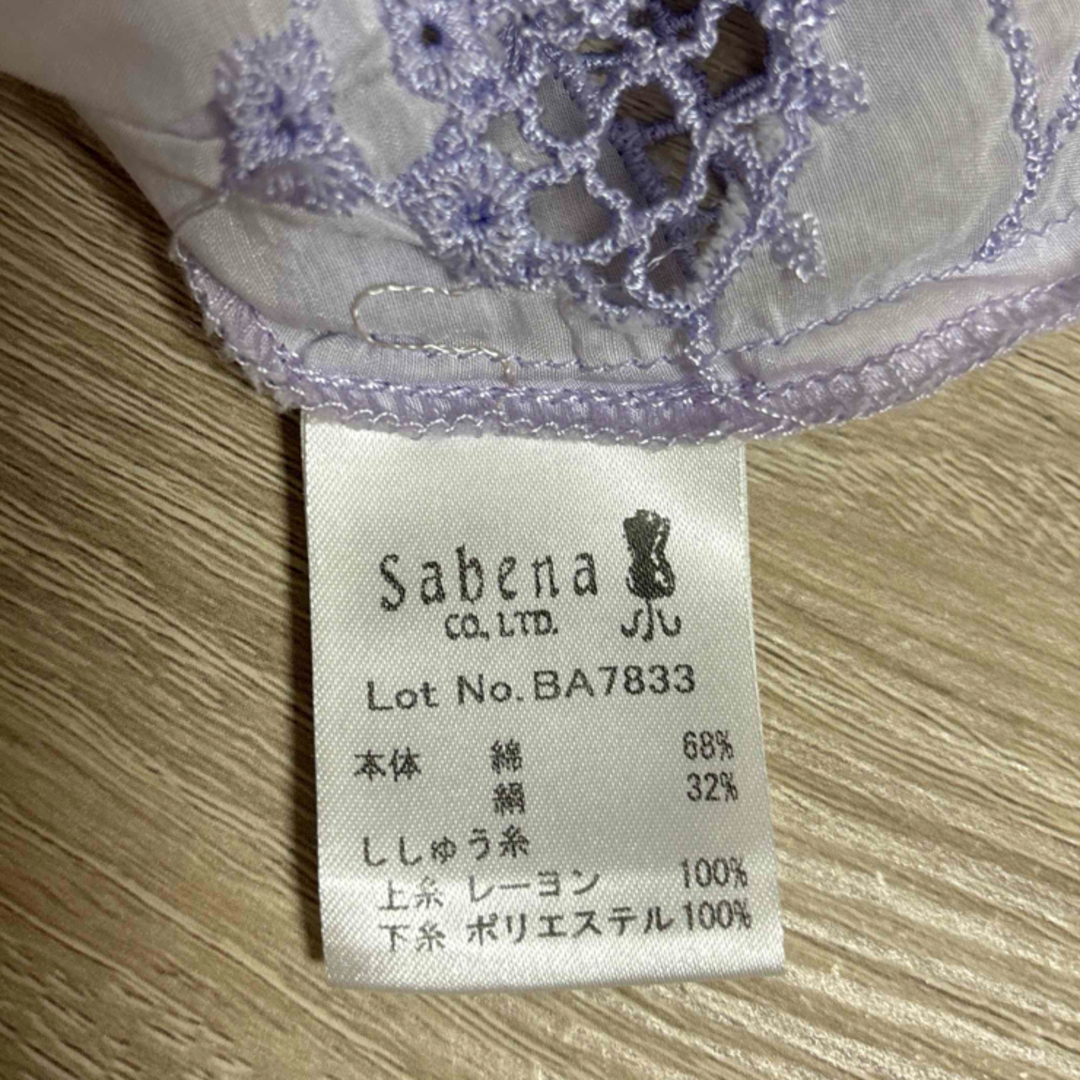 Sabena
CO., LTD.
Lot No. BA7833
本体 綿 68%
絹 32%
ししゅう糸
上糸 レーヨン 100%
下糸 ポリエステル 100%